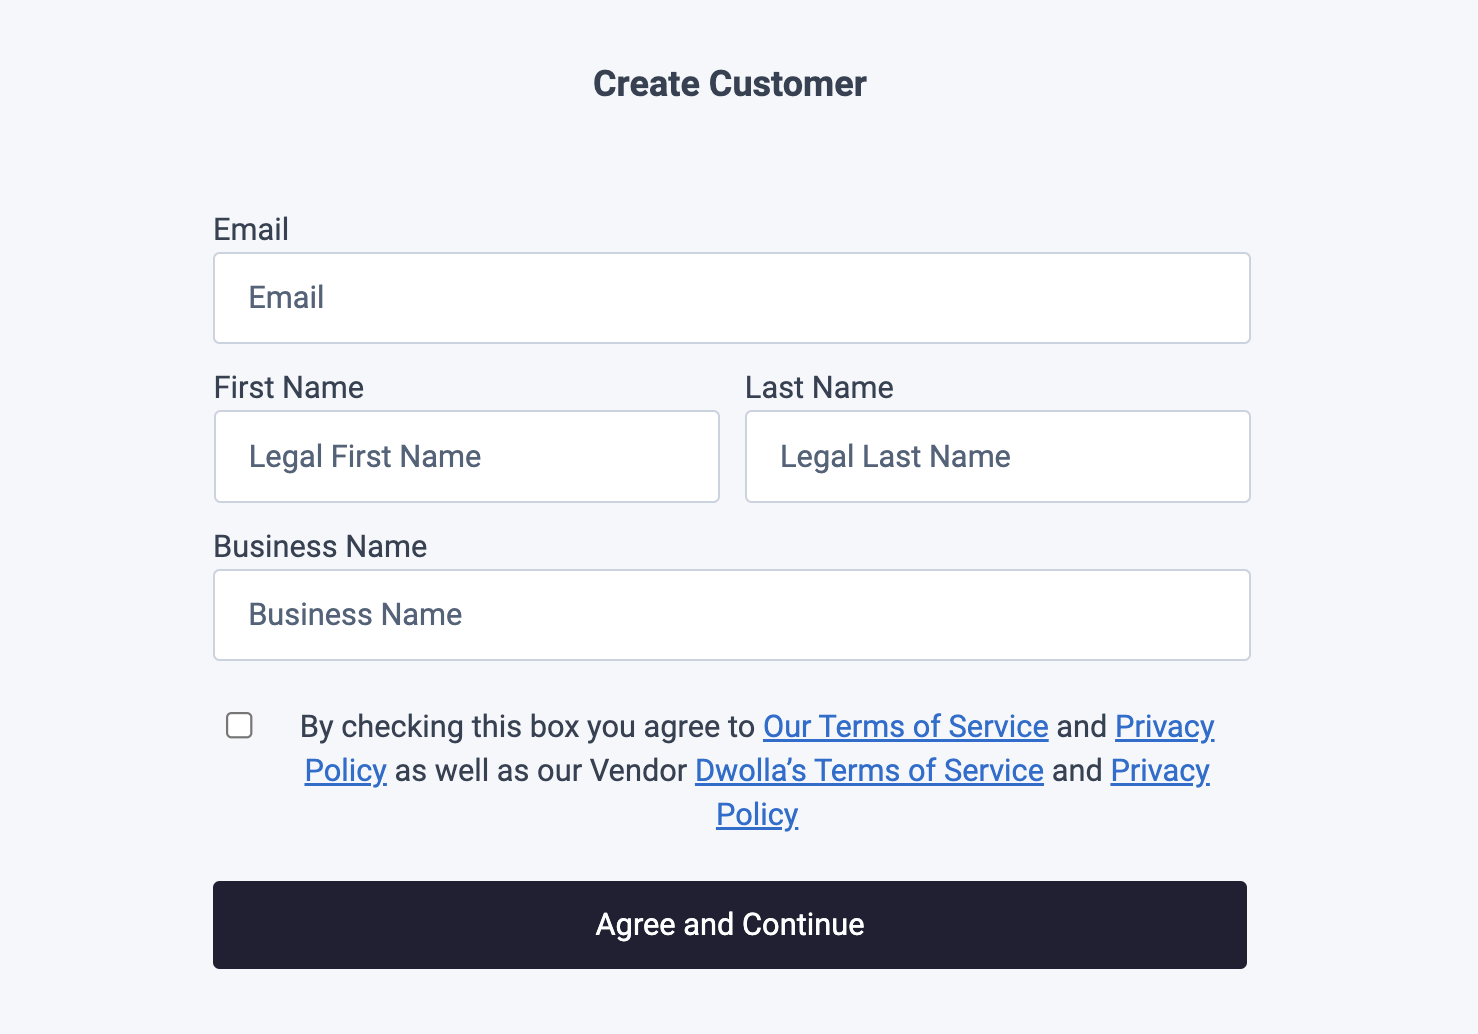 Create Customer
Email
Email
First Name
Last Name
Legal First Name
Legal Last Name
Business Name
Business Name
By checking this box you agree to Our Terms of Service and Privacy
Policy as well as our Vendor Dwolla’s Terms of Service and Privacy
Policy
Agree and Continue